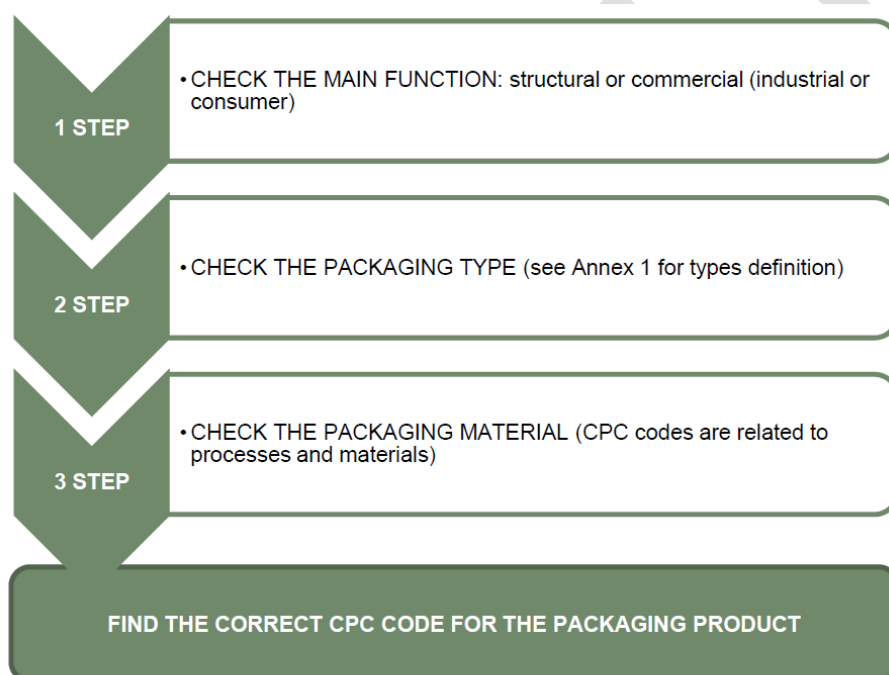 • CHECK THE MAIN FUNCTION: structural or commercial (industrial or
consumer)
1 STEP
• CHECK THE PACKAGING TYPE (see Annex 1 for types definition)
2 STEP
• CHECK THE PACKAGING MATERIAL (CPC codes are related to
processes and materials)
3 STEP
FIND THE CORRECT CPC CODE FOR THE PACKAGING PRODUCT